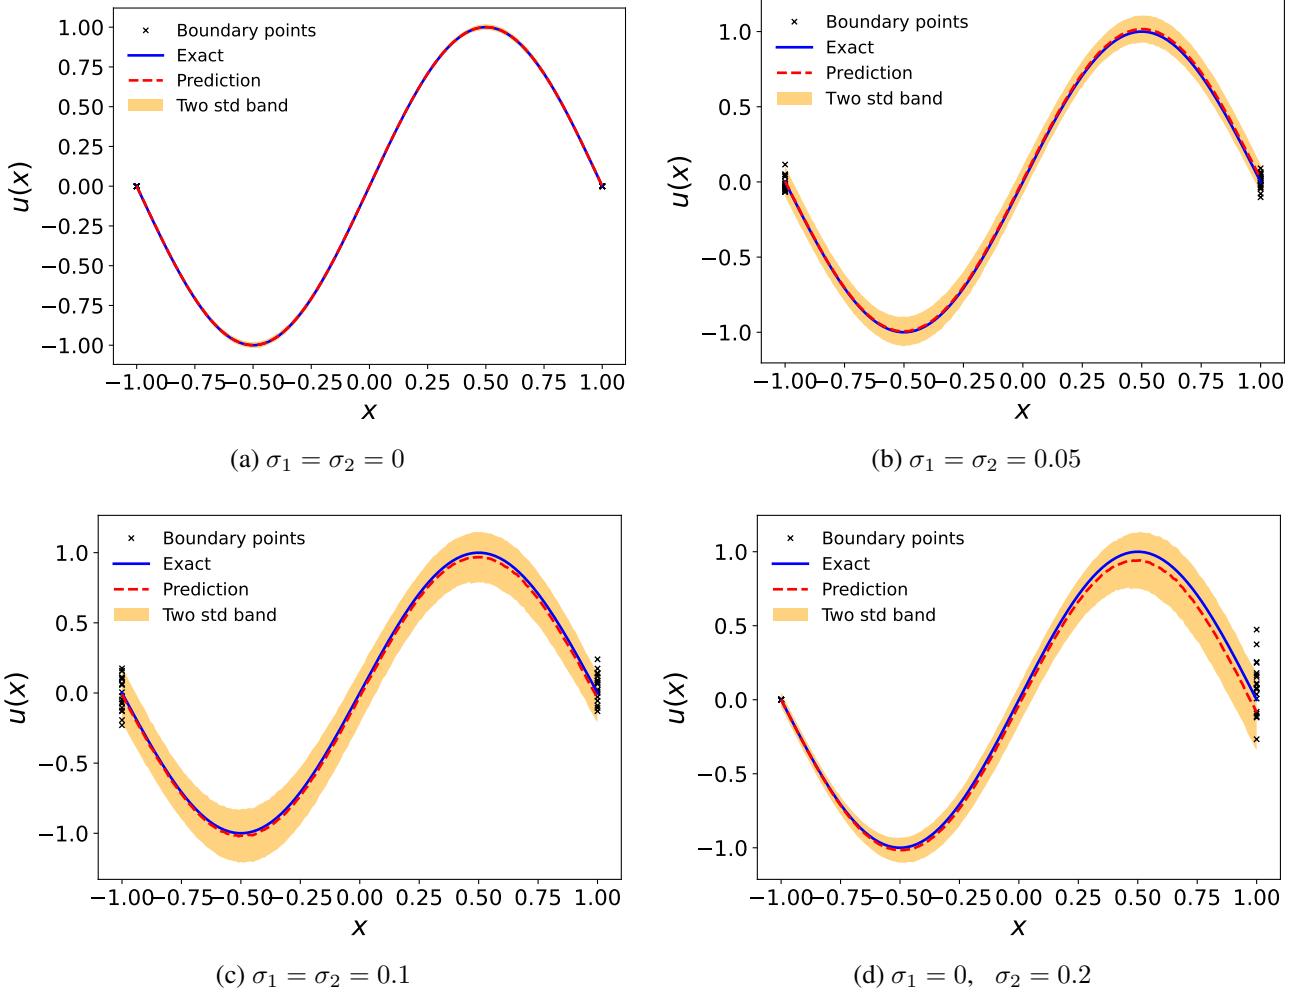 1.00
0.75
0.50
0.25
0.00
−0.25
−0.50
−0.75
−1.00
u(x)
Boundary points
Exact
Prediction
Two std band
−1.00 −0.75 −0.50 −0.25 0.00 0.25 0.50 0.75 1.00
x
(a) σ₁ = σ₂ = 0
1.0
0.5
0.0
−0.5
−1.0
u(x)
Boundary points
Exact
Prediction
Two std band
−1.00 −0.75 −0.50 −0.25 0.00 0.25 0.50 0.75 1.00
x
(b) σ₁ = σ₂ = 0.05
1.0
0.5
0.0
−0.5
−1.0
u(x)
Boundary points
Exact
Prediction
Two std band
−1.00 −0.75 −0.50 −0.25 0.00 0.25 0.50 0.75 1.00
x
(c) σ₁ = σ₂ = 0.1
1.0
0.5
0.0
−0.5
−1.0
u(x)
Boundary points
Exact
Prediction
Two std band
−1.00 −0.75 −0.50 −0.25 0.00 0.25 0.50 0.75 1.00
x
(d) σ₁ = 0, σ₂ = 0.2